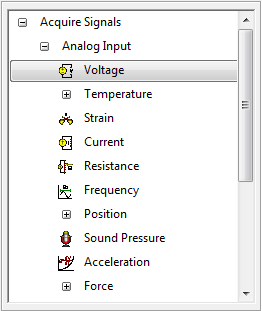 Acquire Signals
Analog Input
Voltage
Temperature
Strain
Current
Resistance
Frequency
Position
Sound Pressure
Acceleration
Force